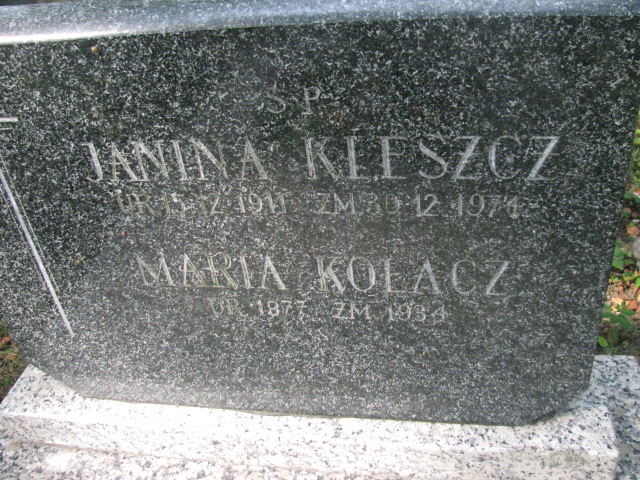 Ś.P.
JANINA KLESZCZ
UR.15.12.1911 ZM.30.12.1974
MARIA KOŁACZ
UR. 1877 ZM. 1934